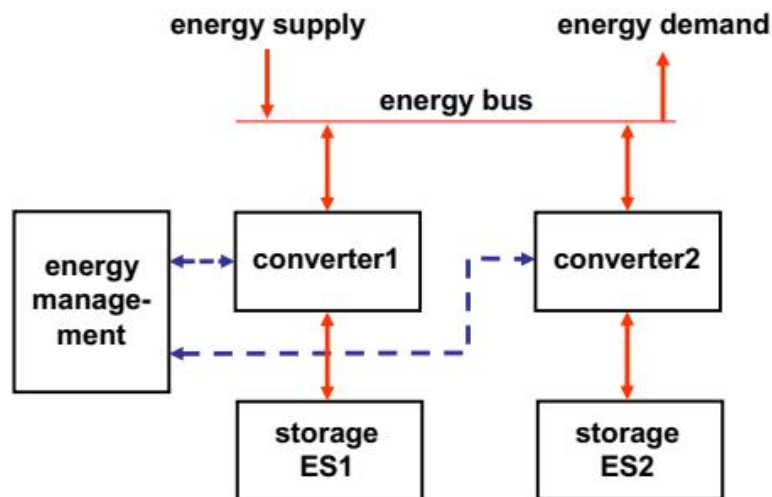 energy supply
energy demand
energy bus
energy
manage-
ment
converter1
converter2
storage
ES1
storage
ES2